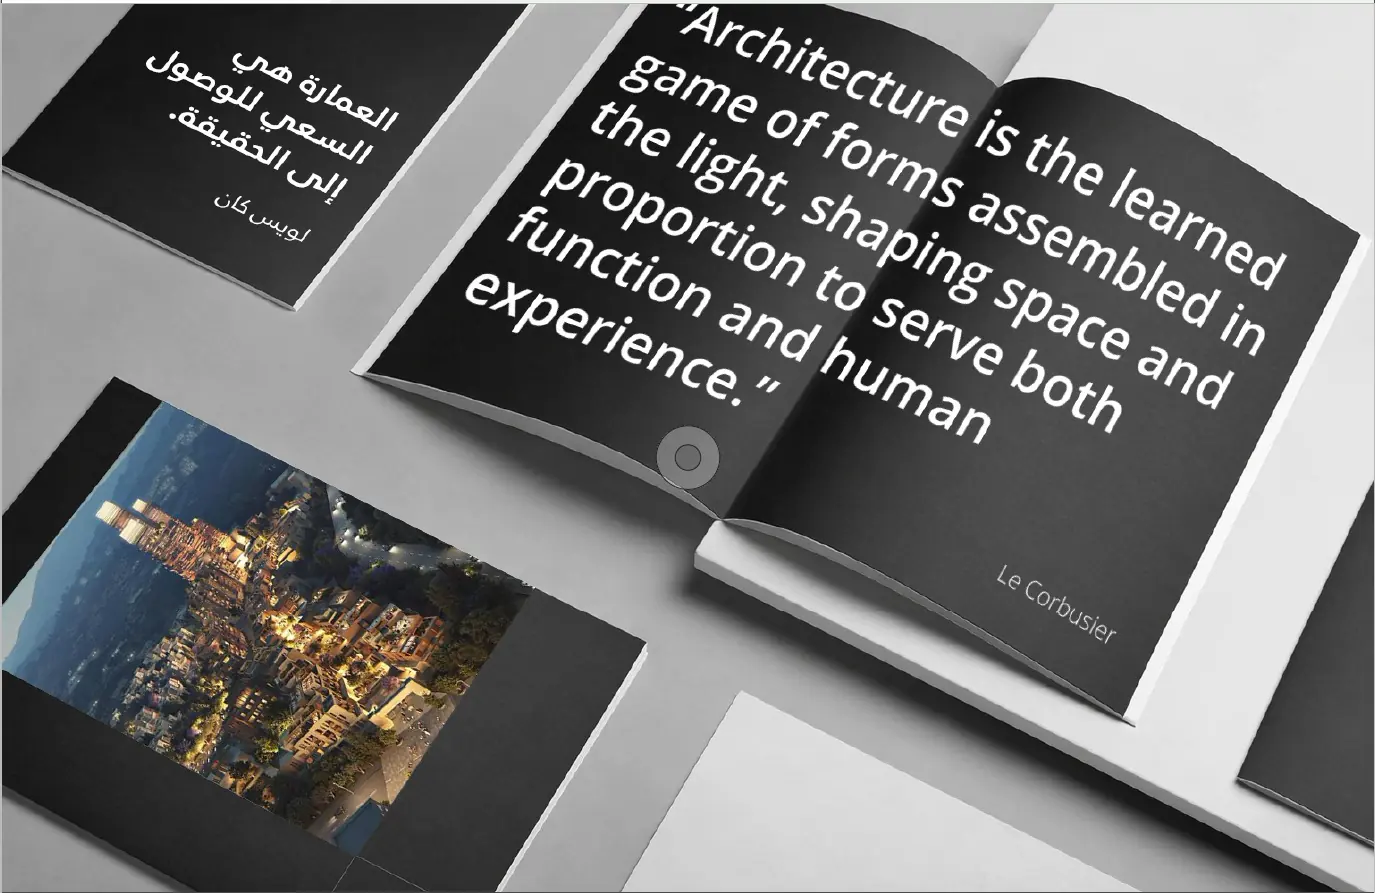 العمارة هي
السعي للوصول
إلى الحقيقة.
لويس كان
“Architecture is the learned
game of forms assembled in
the light, shaping space and
proportion to serve both
function and human
experience.”
Le Corbusier